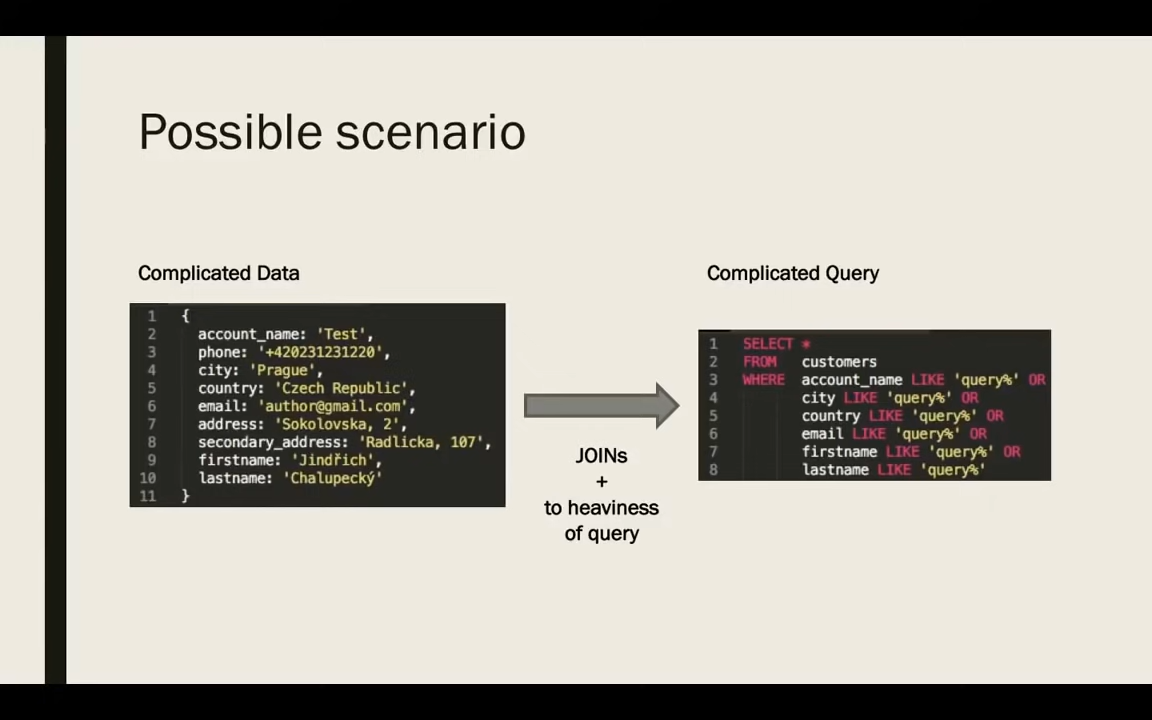 Possible scenario
Complicated Data
1 {
2 account_name: 'Test',
3 phone: '+420231231220',
4 city: 'Prague',
5 country: 'Czech Republic',
6 email: 'author@gmail.com',
7 address: 'Sokolovska, 2',
8 secondary_address: 'Radlicka, 107',
9 firstname: 'Jindřich',
10 lastname: 'Chalupecký'
11 }
JOINs
+
to heaviness
of query
Complicated Query
1 SELECT *
2 FROM customers
3 WHERE account_name LIKE 'query%' OR
4 city LIKE 'query%' OR
5 country LIKE 'query%' OR
6 email LIKE 'query%' OR
7 firstname LIKE 'query%' OR
8 lastname LIKE 'query%'